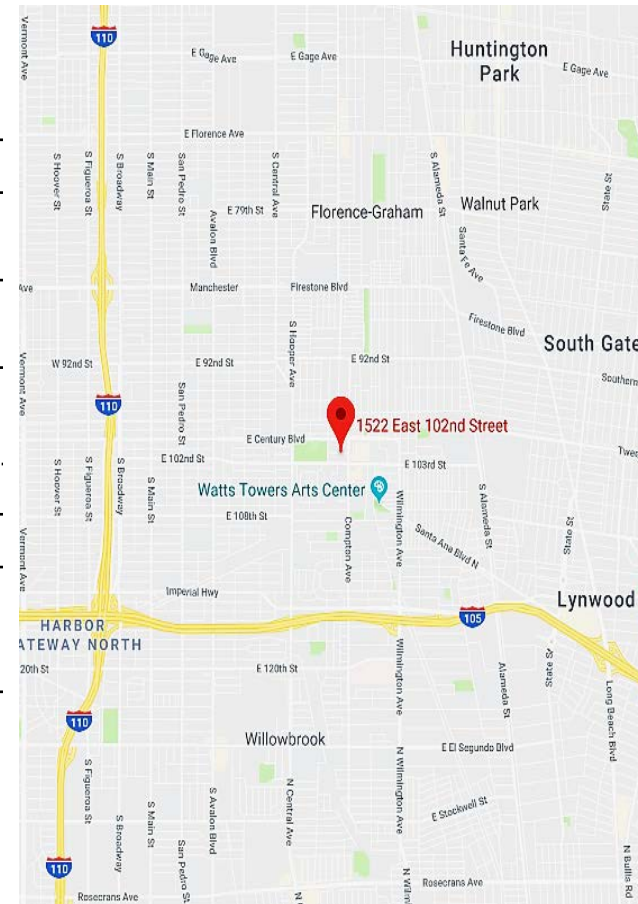 Vermont Ave
110
E Gage Ave
E Gage Ave
Huntington
Park
E Gage Ave
E Florence Ave
S Hoover St
S Figueroa St
S Broadway
S Main St
San Pedro St
Avalon Blvd
S Central Ave
E 79th St
Florence-Graham
S Alameda St
Walnut Park
State St
Santa Fe Ave
Ave
Manchester
Firestone Blvd
Firestone Blvd
S Hooper Ave
South Gate
Vermont Ave
W 92nd St
E 92nd St
E 92nd St
Southern
San Pedro St
110
1522 East 102nd Street
E Century Blvd
Twee
E 102nd St
E 103rd St
S Hoover St
S Figueroa St
S Broadway
S Main St
Watts Towers Arts Center
S Alameda St
Wilmington Ave
E 108th St
Compton Ave
Santa Ana Blvd N
State St
Vermont Ave
Imperial Hwy
Lynwood
HARBOR
ATEWAY NORTH
105
20th St
E 120th St
Wilmington Ave
Alameda St
State St
Long Beach Blvd
110
Willowbrook
E El Segundo Blvd
S Figueroa St
S Broadway
S Main St
San Pedro St
S Avalon Blvd
N Central Ave
N Wilmington Ave
E Stockwell St
N Bullis Rd
110
Rosecrans Ave
N Wilmi
Rosecrans Ave